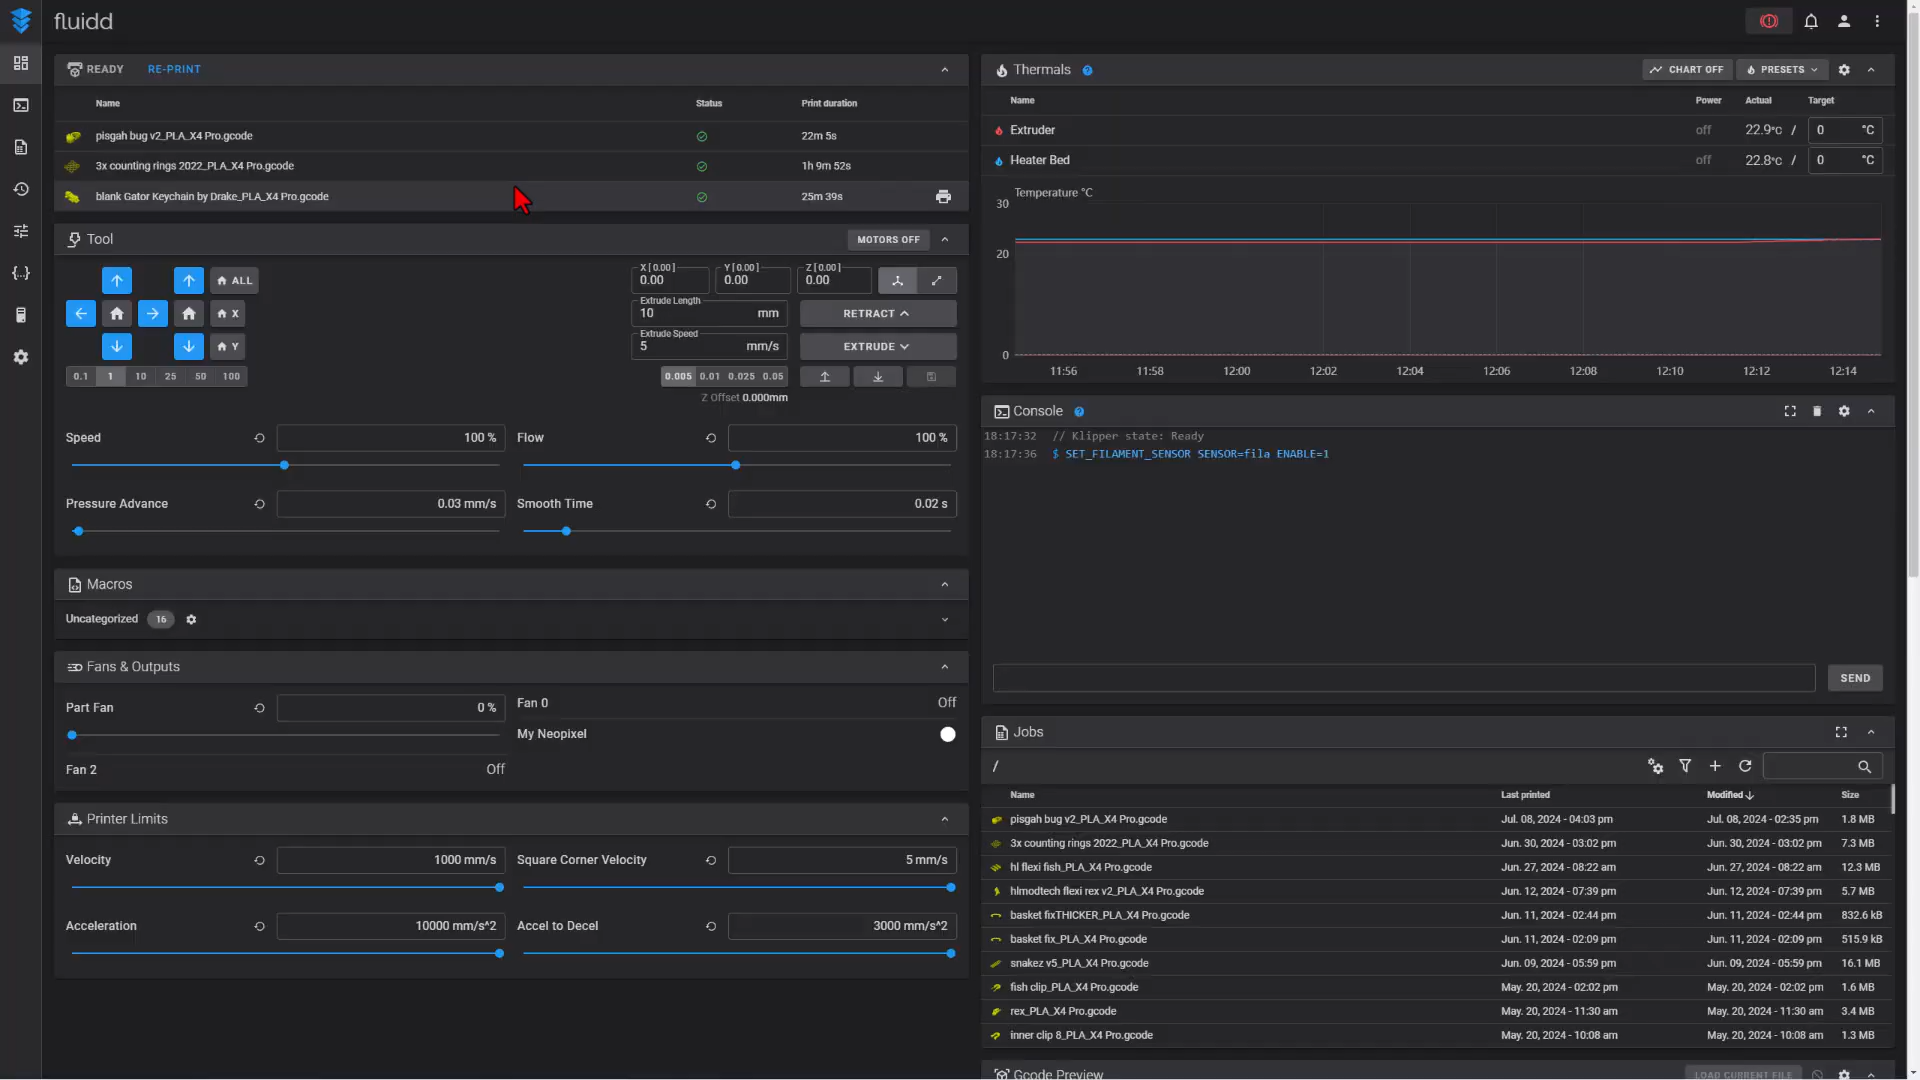 fluidd
READY RE-PRINT
Name Status Print duration
pisgah bug v2_PLA_X4 Pro.gcode 22m 5s
3x counting rings 2022_PLA_X4 Pro.gcode 1h 9m 52s
blank Gator Keychain by Drake_PLA_X4 Pro.gcode 25m 39s
Tool MOTORS OFF
ALL
X [0.00] Y [0.00] Z [0.00]
0.00 0.00 0.00
X
Extrude Length
10 mm
RETRACT
Y
Extrude Speed
5 mm/s
EXTRUDE
0.1 1 10 25 50 100
0.005 0.01 0.025 0.05
Z Offset 0.000mm
Speed 100 % Flow 100 %
Pressure Advance 0.03 mm/s Smooth Time 0.02 s
Macros
Uncategorized 16
Fans & Outputs
Part Fan 0 % Fan 0 Off
My Neopixel
Fan 2 Off
Printer Limits
Velocity 1000 mm/s Square Corner Velocity 5 mm/s
Acceleration 10000 mm/s^2 Accel to Decel 3000 mm/s^2
Thermals CHART OFF PRESETS
Name Power Actual Target
Extruder off 22.9°C / 0 °C
Heater Bed off 22.8°C / 0 °C
Temperature °C
30
20
0
11:56 11:58 12:00 12:02 12:04 12:06 12:08 12:10 12:12 12:14
Console
18:17:32 // Klipper state: Ready
18:17:36 $ SET_FILAMENT_SENSOR SENSOR=fila ENABLE=1
SEND
Jobs
/
Name Last printed Modified Size
pisgah bug v2_PLA_X4 Pro.gcode Jul. 08, 2024 - 04:03 pm Jul. 08, 2024 - 02:35 pm 1.8 MB
3x counting rings 2022_PLA_X4 Pro.gcode Jun. 30, 2024 - 03:02 pm Jun. 30, 2024 - 03:02 pm 7.3 MB
hl flexi fish_PLA_X4 Pro.gcode Jun. 27, 2024 - 08:22 am Jun. 27, 2024 - 08:22 am 12.3 MB
hlmodtech flexi rex v2_PLA_X4 Pro.gcode Jun. 12, 2024 - 07:39 pm Jun. 12, 2024 - 07:39 pm 5.7 MB
basket fixTHICKER_PLA_X4 Pro.gcode Jun. 11, 2024 - 02:44 pm Jun. 11, 2024 - 02:44 pm 832.6 kB
basket fix_PLA_X4 Pro.gcode Jun. 11, 2024 - 02:09 pm Jun. 11, 2024 - 02:09 pm 515.9 kB
snakez v5_PLA_X4 Pro.gcode Jun. 09, 2024 - 05:59 pm Jun. 09, 2024 - 05:59 pm 16.1 MB
fish clip_PLA_X4 Pro.gcode May. 20, 2024 - 02:02 pm May. 20, 2024 - 02:02 pm 1.6 MB
rex_PLA_X4 Pro.gcode May. 20, 2024 - 11:30 am May. 20, 2024 - 11:30 am 3.4 MB
inner clip 8_PLA_X4 Pro.gcode May. 20, 2024 - 10:08 am May. 20, 2024 - 10:08 am 1.3 MB
Gcode Preview LOAD CURRENT FILE